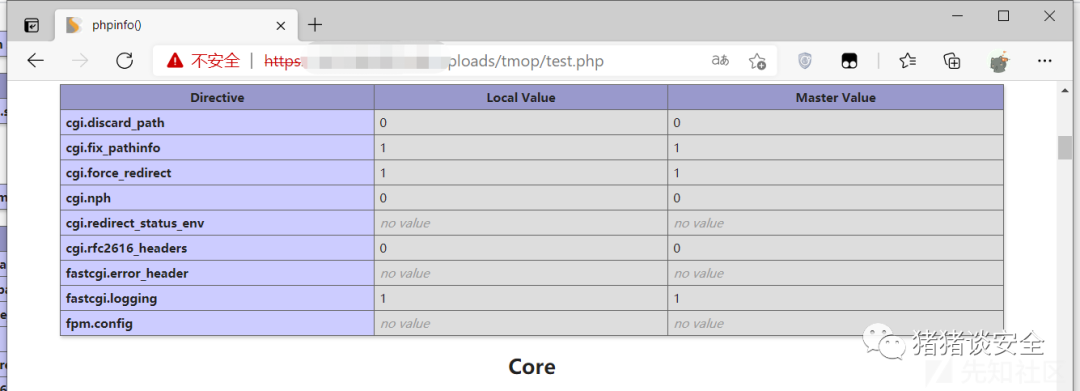 phpinfo()
不安全 | https: ploads/tmop/test.php aあ
Directive Local Value Master Value
cgi.discard_path 0 0
cgi.fix_pathinfo 1 1
cgi.force_redirect 1 1
cgi.nph 0 0
cgi.redirect_status_env no value no value
cgi.rfc2616_headers 0 0
fastcgi.error_header no value no value
fastcgi.logging 1 1
fpm.config no value no value
猪猪谈安全
Core
先知社区